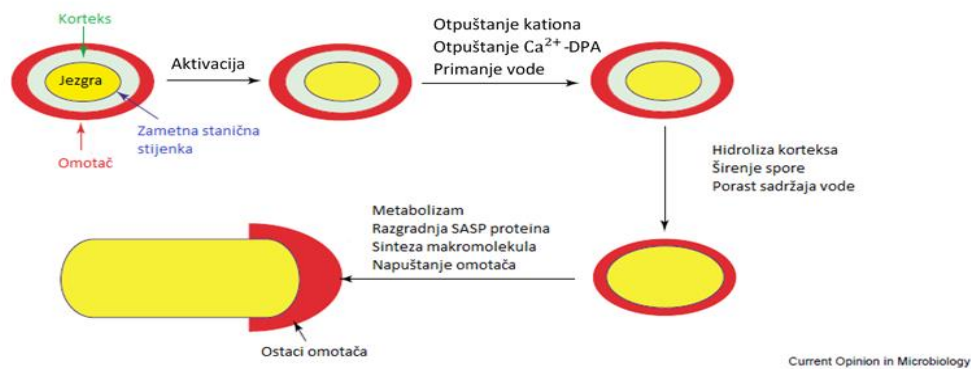 Korteks
Jezgra
Zametna stanična
stijenka
Omotač
Aktivacija
Otpuštanje kationa
Otpuštanje Ca²⁺-DPA
Primanje vode
Hidroliza korteksa
Širenje spore
Porast sadržaja vode
Metabolizam
Razgradnja SASP proteina
Sinteza makromolekula
Napuštanje omotača
Ostaci omotača
Current Opinion in Microbiology